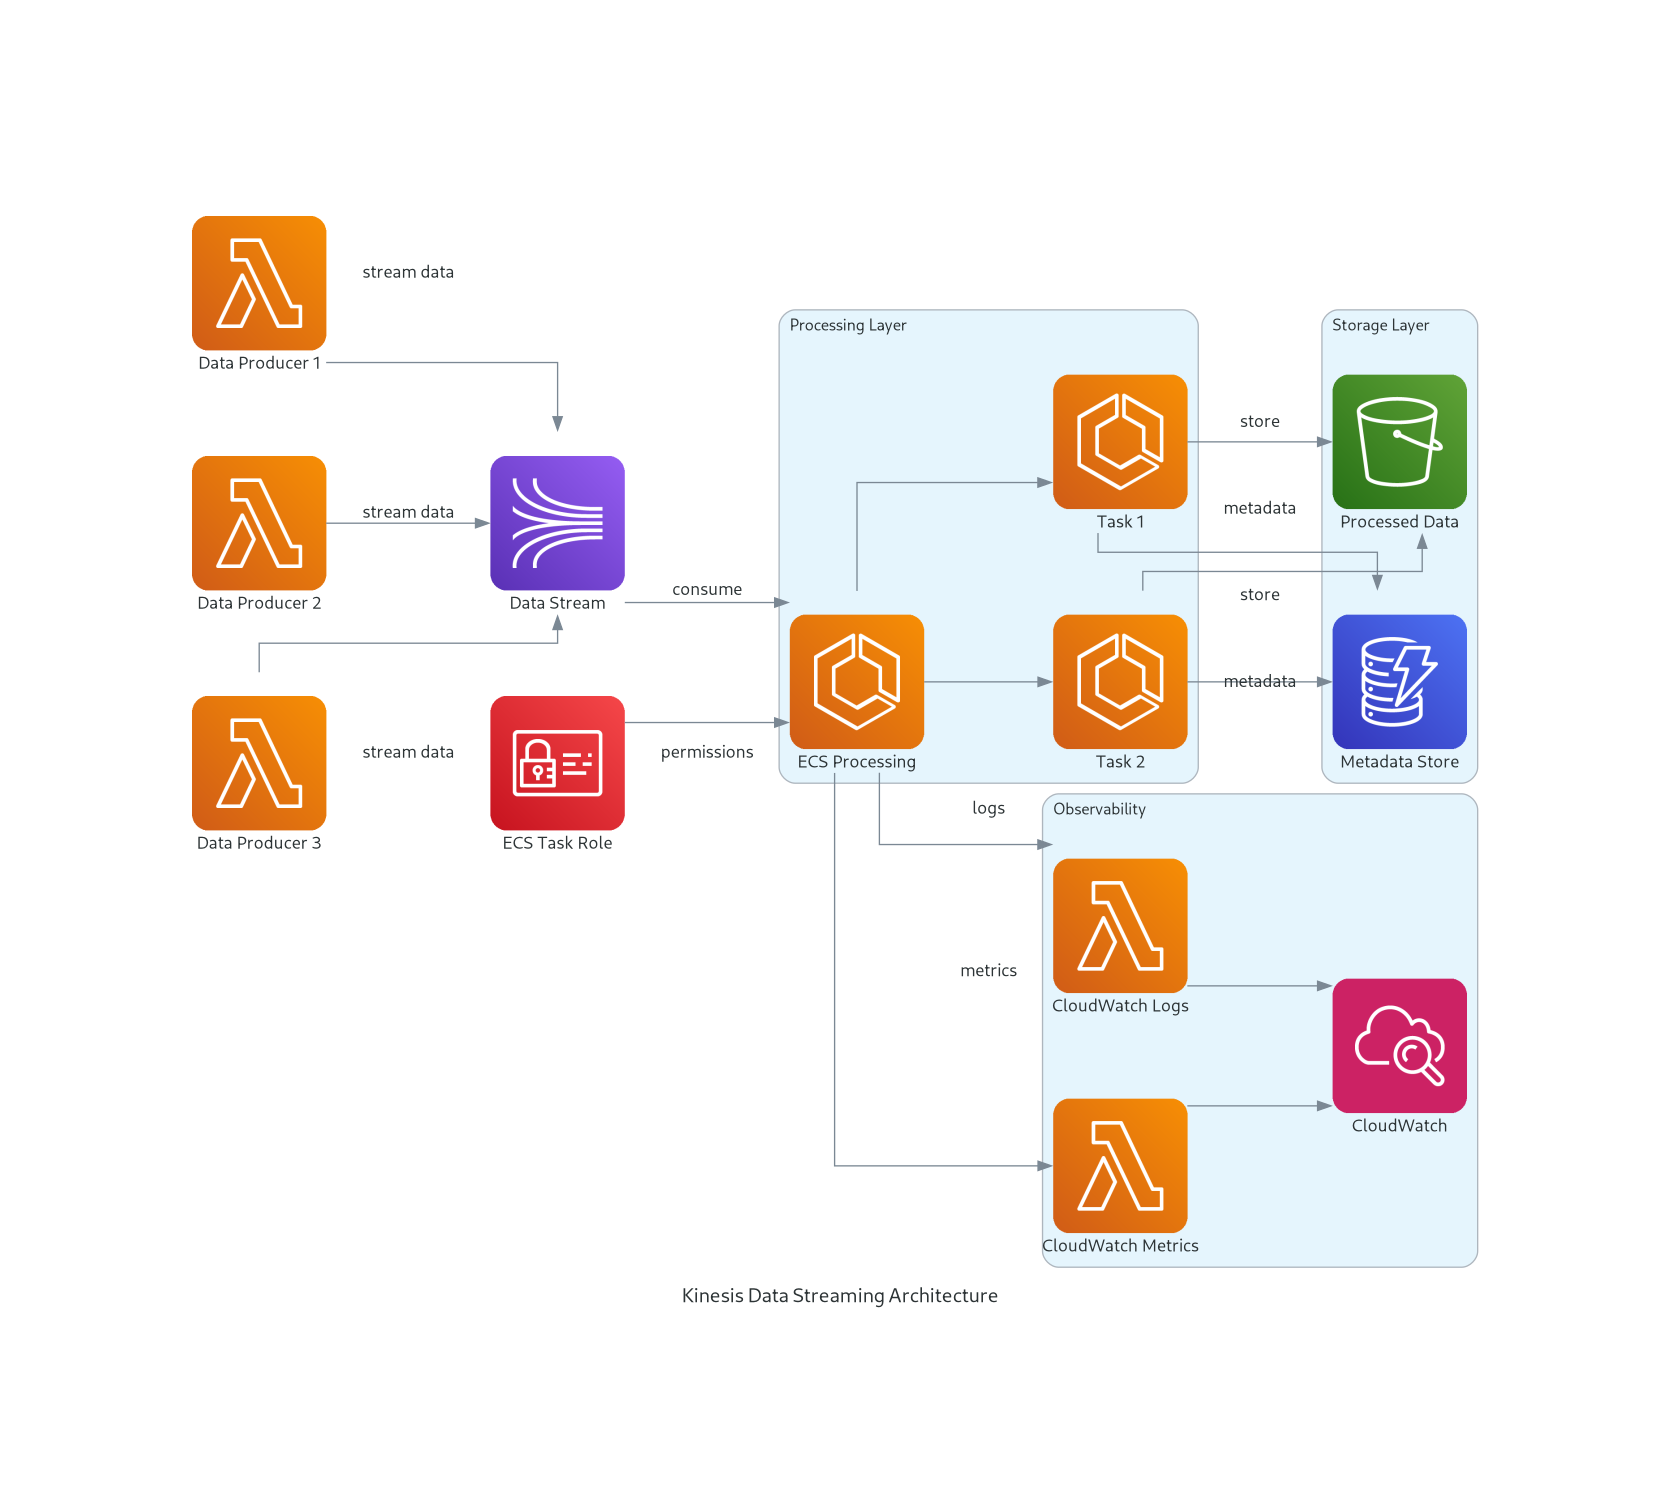 stream data
Data Producer 1
Processing Layer
Storage Layer
store
stream data
metadata
Task 1
Processed Data
consume
store
Data Producer 2
Data Stream
metadata
stream data
permissions
ECS Processing
Task 2
Metadata Store
logs
Observability
Data Producer 3
ECS Task Role
metrics
CloudWatch Logs
CloudWatch
CloudWatch Metrics
Kinesis Data Streaming Architecture